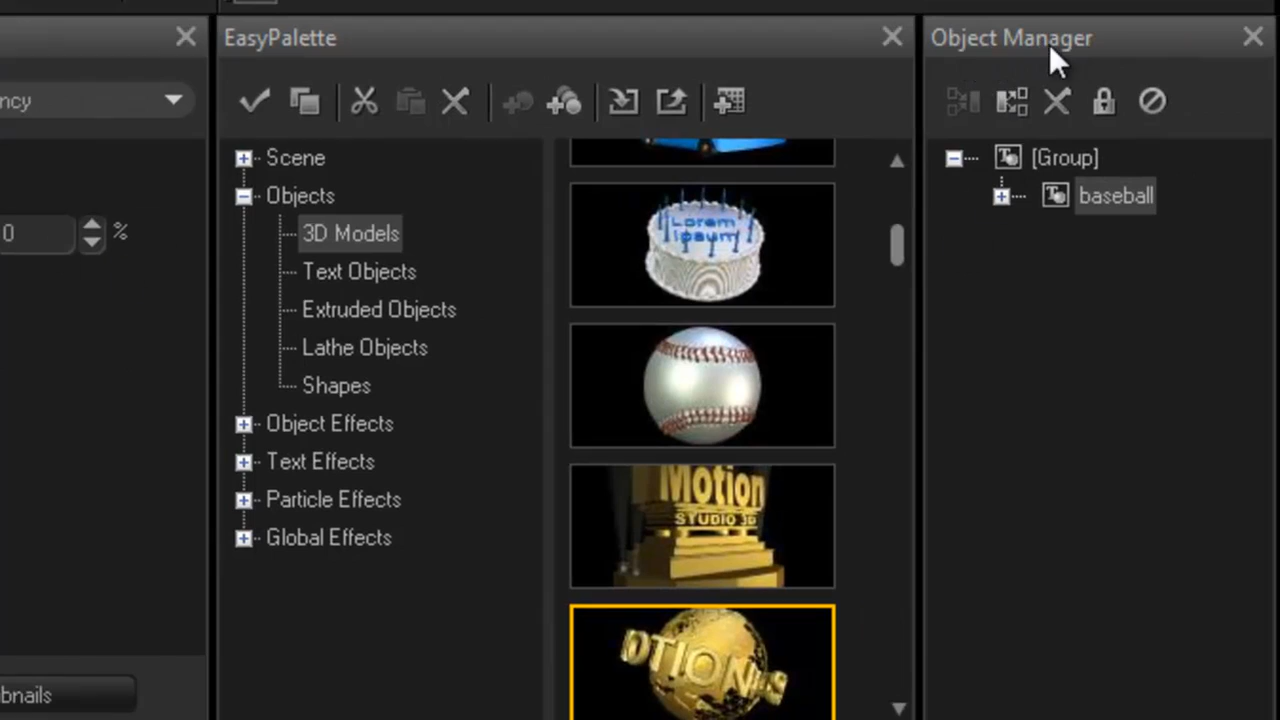 EasyPalette
Object Manager
ncy
Scene
Objects
3D Models
Text Objects
Extruded Objects
Lathe Objects
Shapes
Object Effects
Text Effects
Particle Effects
Global Effects
0
%
bnails
Lorem
Ipsum
Motion
STUDIO 3D
OTION
[Group]
baseball